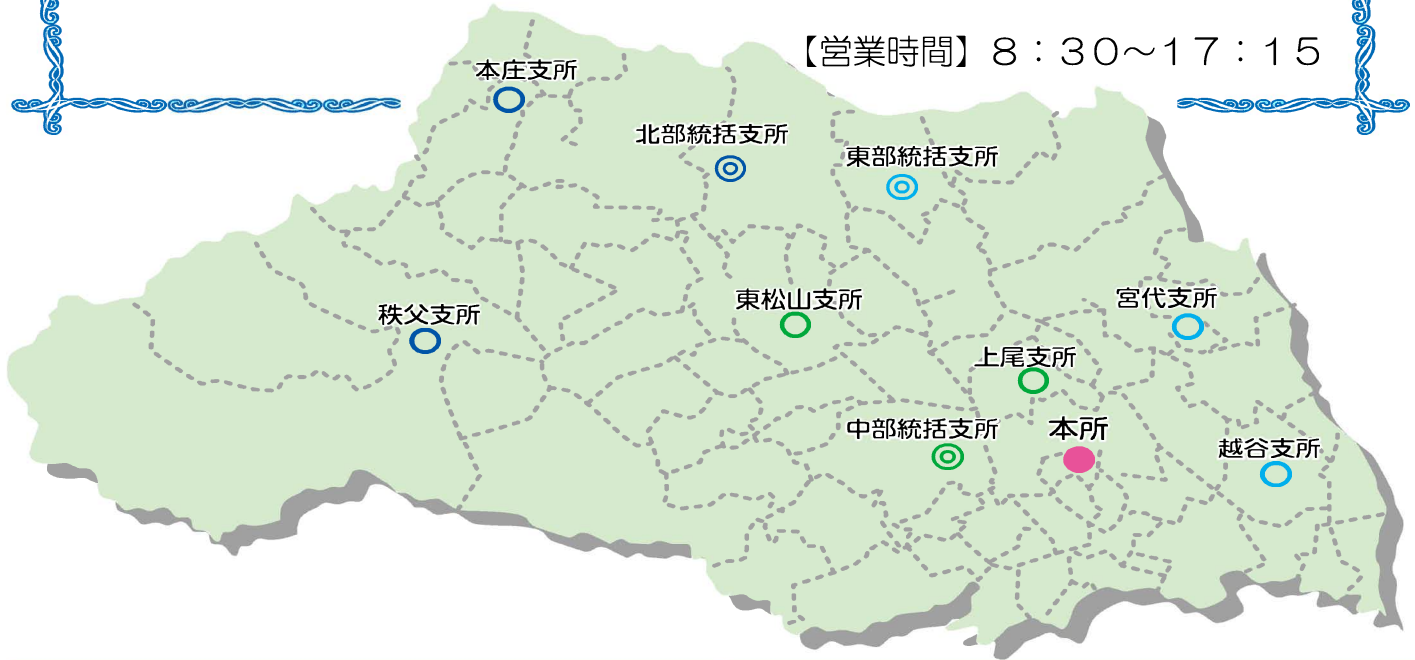 【営業時間】８：３０～１７：１５
本庄支所
北部統括支所
東部統括支所
秩父支所
東松山支所
宮代支所
上尾支所
中部統括支所
本所
越谷支所